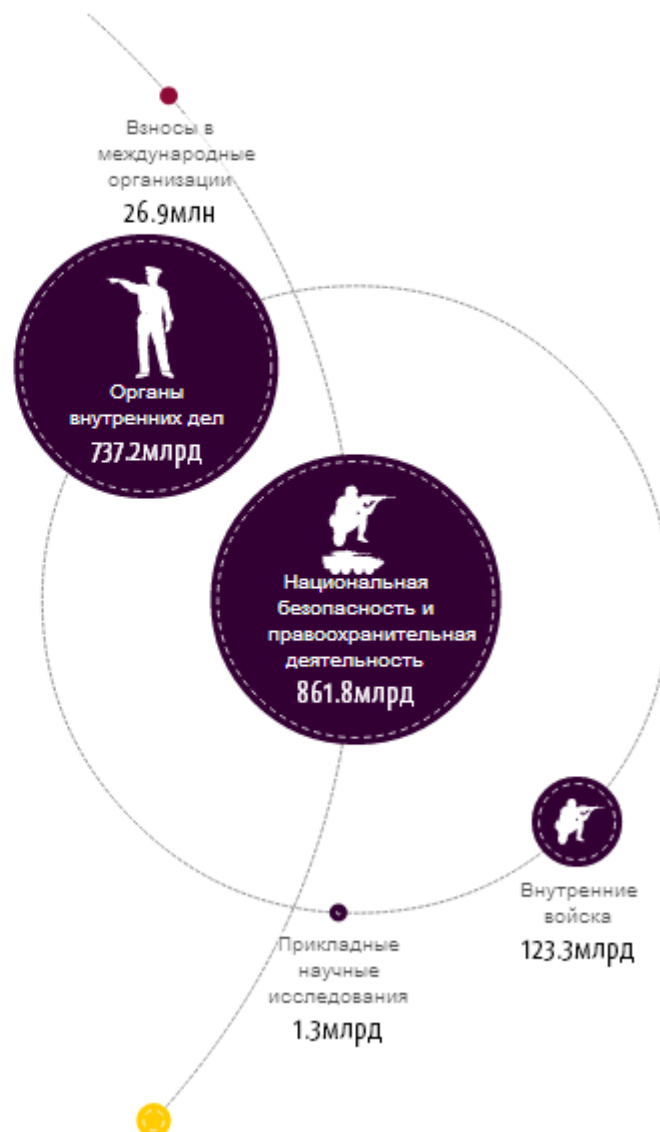 Взносы в
международные
организации
26.9млн
Органы
внутренних дел
737.2млрд
Национальная
безопасность и
правоохранительная
деятельность
861.8млрд
Внутренние
войска
123.3млрд
Прикладные
научные
исследования
1.3млрд